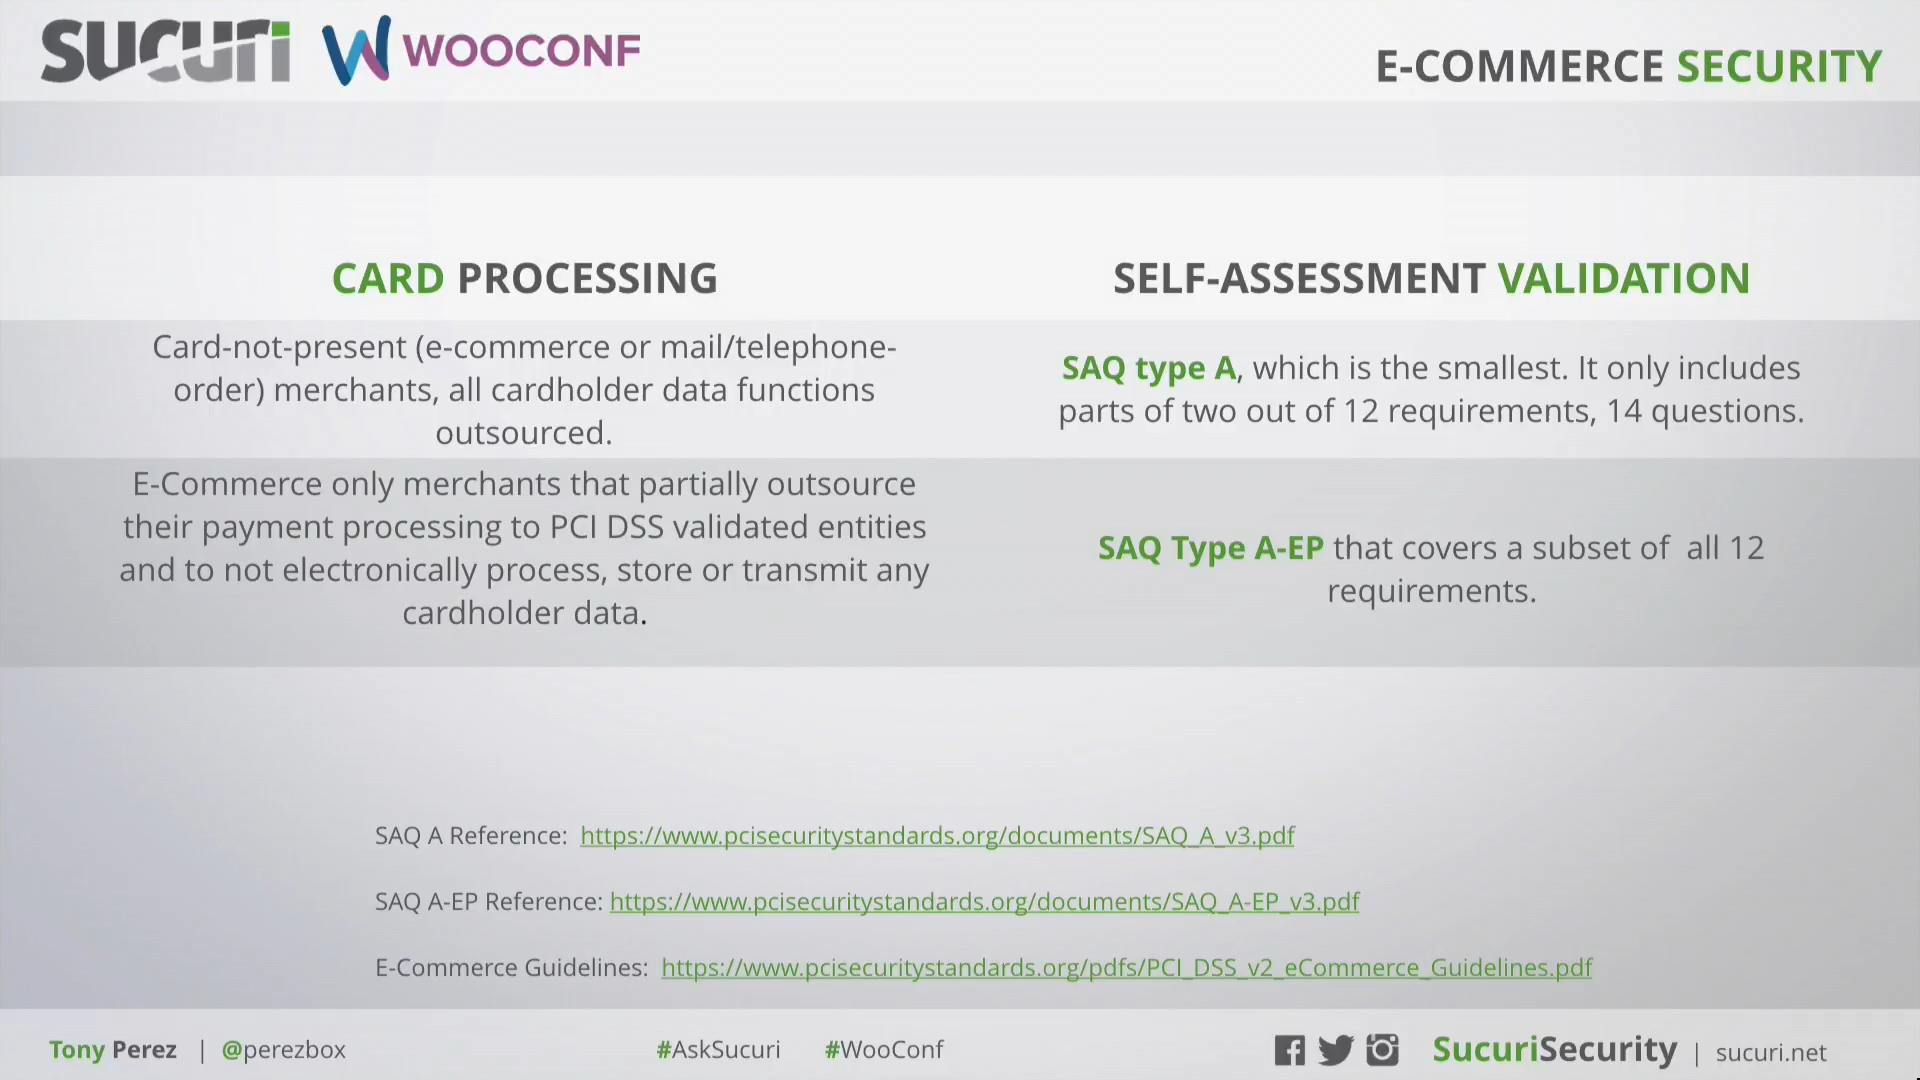 sucuri WOOCONF
E-COMMERCE SECURITY
CARD PROCESSING
SELF-ASSESSMENT VALIDATION
Card-not-present (e-commerce or mail/telephone-
order) merchants, all cardholder data functions
outsourced.
SAQ type A, which is the smallest. It only includes
parts of two out of 12 requirements, 14 questions.
E-Commerce only merchants that partially outsource
their payment processing to PCI DSS validated entities
and to not electronically process, store or transmit any
cardholder data.
SAQ Type A-EP that covers a subset of  all 12
requirements.
SAQ A Reference: https://www.pcisecuritystandards.org/documents/SAQ_A_v3.pdf
SAQ A-EP Reference: https://www.pcisecuritystandards.org/documents/SAQ_A-EP_v3.pdf
E-Commerce Guidelines: https://www.pcisecuritystandards.org/pdfs/PCI_DSS_v2_eCommerce_Guidelines.pdf
Tony Perez | @perezbox #AskSucuri #WooConf SucuriSecurity | sucuri.net